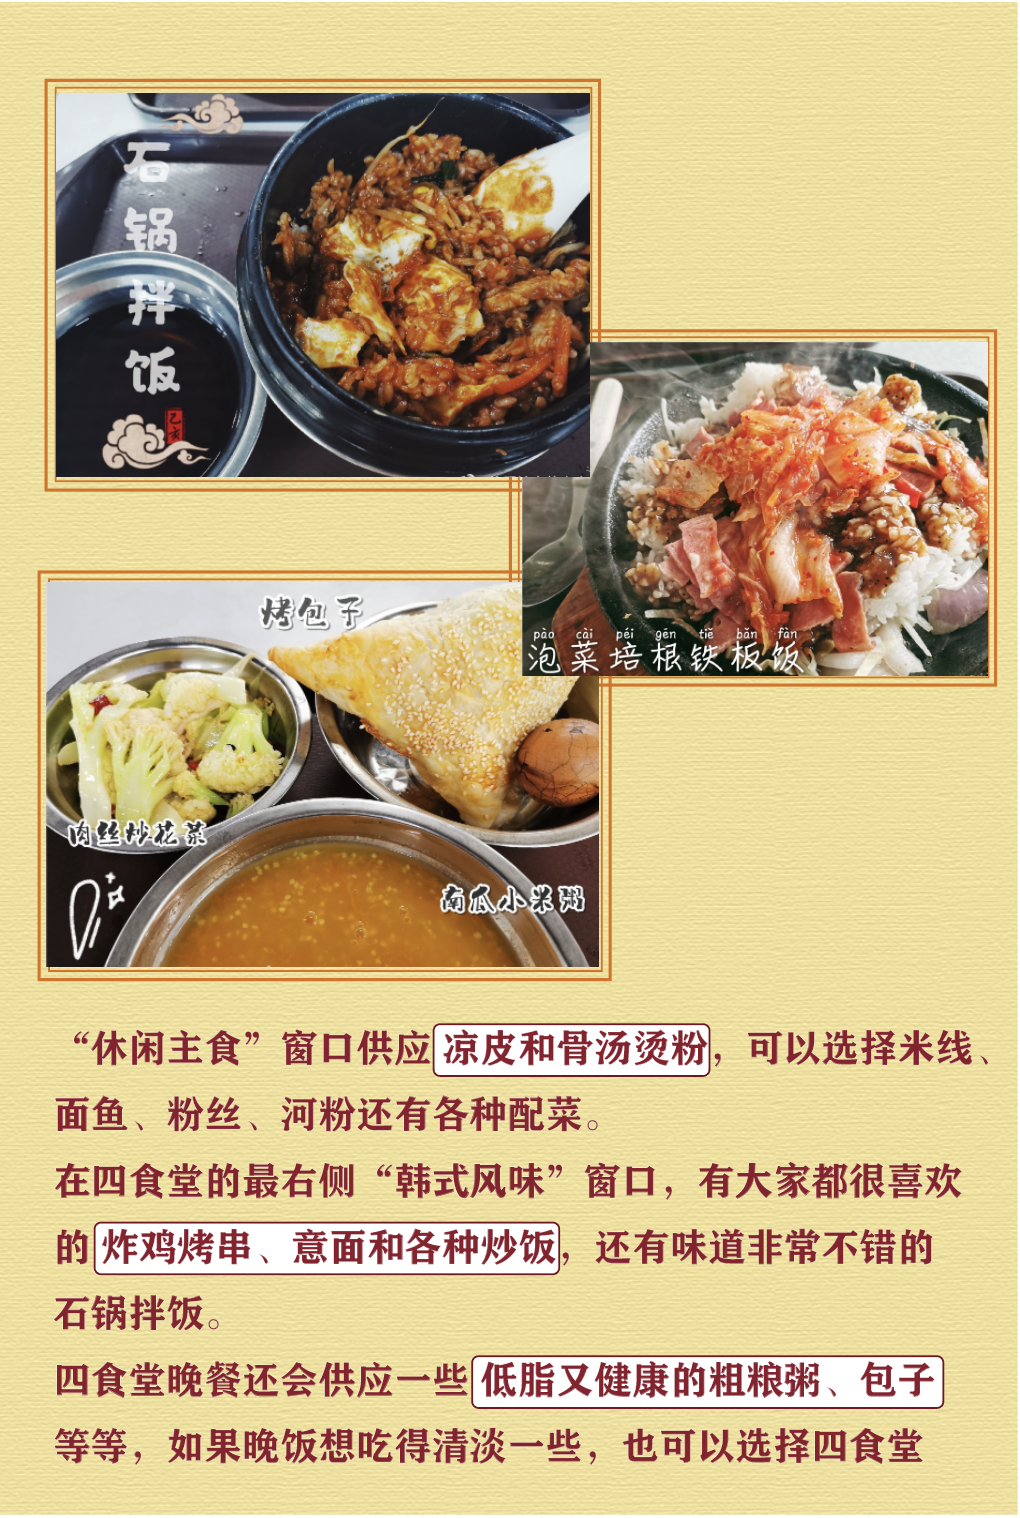 石锅拌饭
乙亥
pào cài péi gēn tiě bǎn fàn
泡菜培根铁板饭
烤包子
肉丝炒花菜
南瓜小米粥
“休闲主食”窗口供应凉皮和骨汤烫粉，可以选择米线、
面鱼、粉丝、河粉还有各种配菜。
在四食堂的最右侧“韩式风味”窗口，有大家都很喜欢
的炸鸡烤串、意面和各种炒饭，还有味道非常不错的
石锅拌饭。
四食堂晚餐还会供应一些低脂又健康的粗粮粥、包子
等等，如果晚饭想吃得清淡一些，也可以选择四食堂